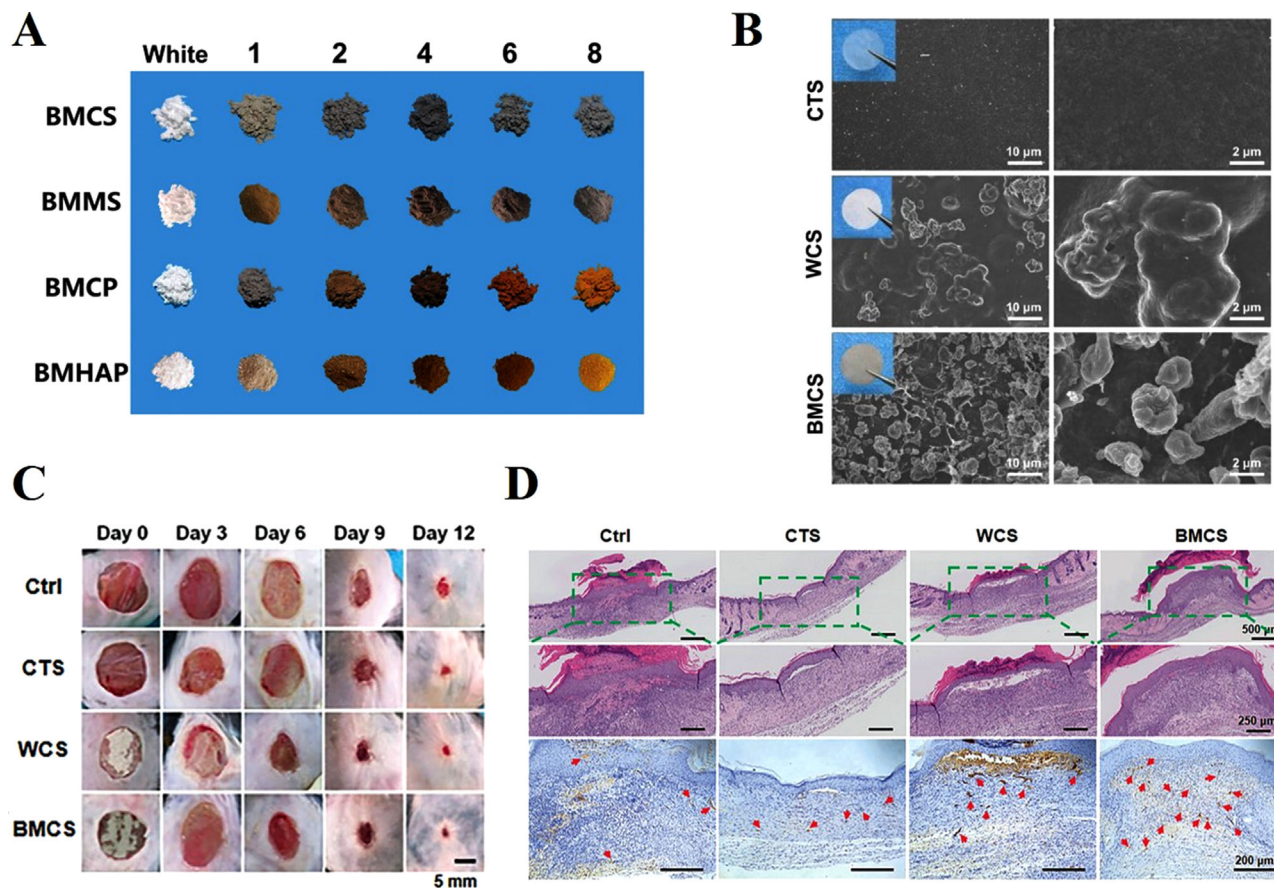 A
White 1 2 4 6 8
BMCS
BMMS
BMCP
BMHAP
B
CTS
10 μm 2 μm
WCS
10 μm 2 μm
BMCS
10 μm 2 μm
C
Day 0 Day 3 Day 6 Day 9 Day 12
Ctrl
CTS
WCS
BMCS
5 mm
D
Ctrl CTS WCS BMCS
500 μm
250 μm
200 μm